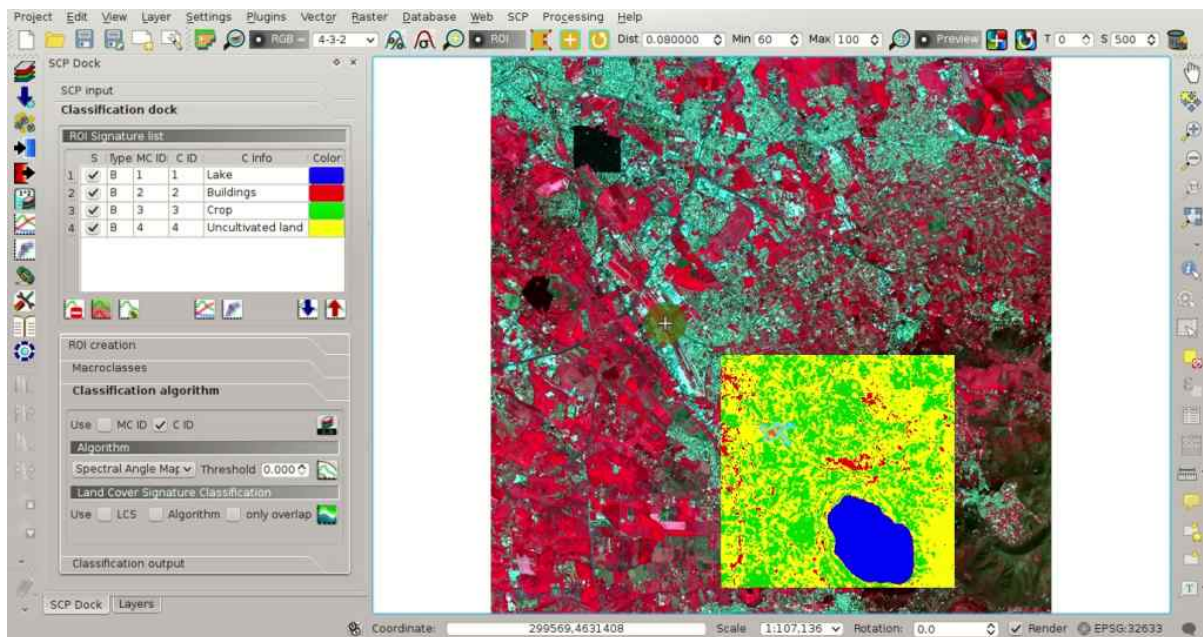 Project Edit View Layer Settings Plugins Vector Raster Database Web SCP Processing Help
RGB = 4-3-2 ROI Dist 0.080000 Min 60 Max 100 Preview T 0 S 500
SCP Dock
SCP input
Classification dock
ROI Signature list
S Type MC ID C ID C Info Color
1 B 1 1 Lake
2 B 2 2 Buildings
3 B 3 3 Crop
4 B 4 4 Uncultivated land
ROI creation
Macroclasses
Classification algorithm
Use MC ID C ID
Algorithm
Spectral Angle Map Threshold 0.000
Land Cover Signature Classification
Use LCS Algorithm only overlap
Classification output
SCP Dock Layers
Coordinate: 299569,4631408 Scale 1:107,136 Rotation: 0.0 Render EPSG:32633